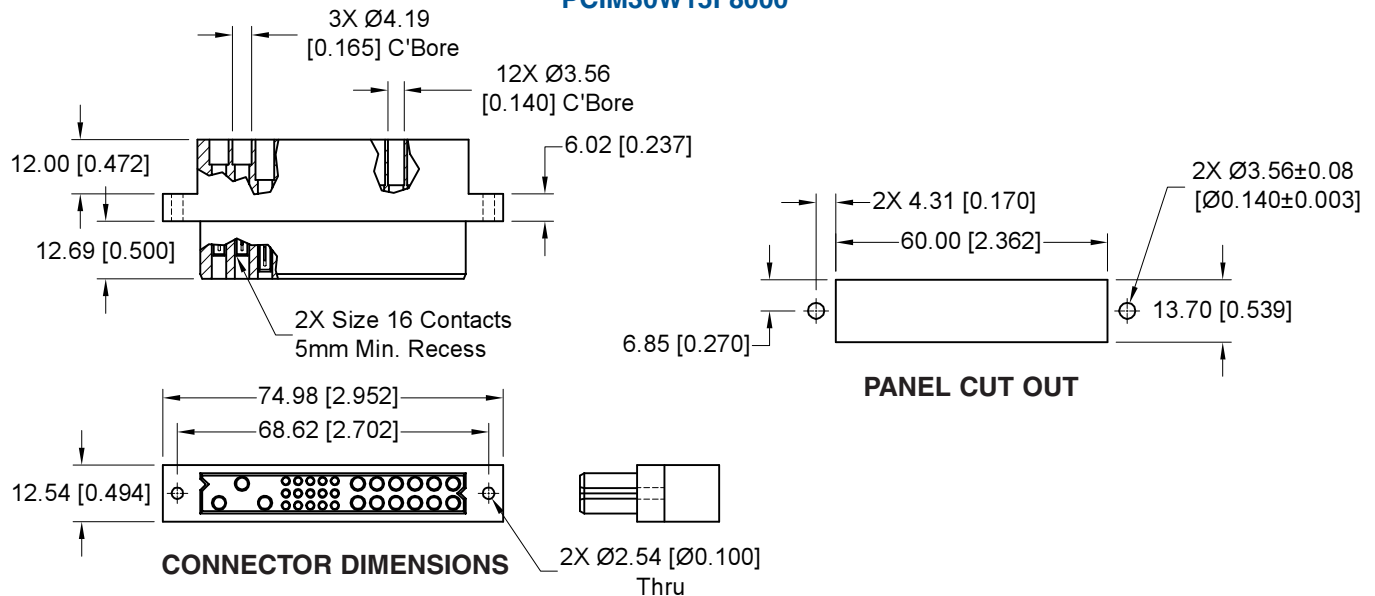 3X Ø4.19
[0.165] C'Bore
12X Ø3.56
[0.140] C'Bore
12.00 [0.472]
6.02 [0.237]
12.69 [0.500]
2X Size 16 Contacts
5mm Min. Recess
2X Ø3.56±0.08
[Ø0.140±0.003]
2X 4.31 [0.170]
60.00 [2.362]
13.70 [0.539]
6.85 [0.270]
PANEL CUT OUT
74.98 [2.952]
68.62 [2.702]
12.54 [0.494]
CONNECTOR DIMENSIONS
2X Ø2.54 [Ø0.100]
Thru